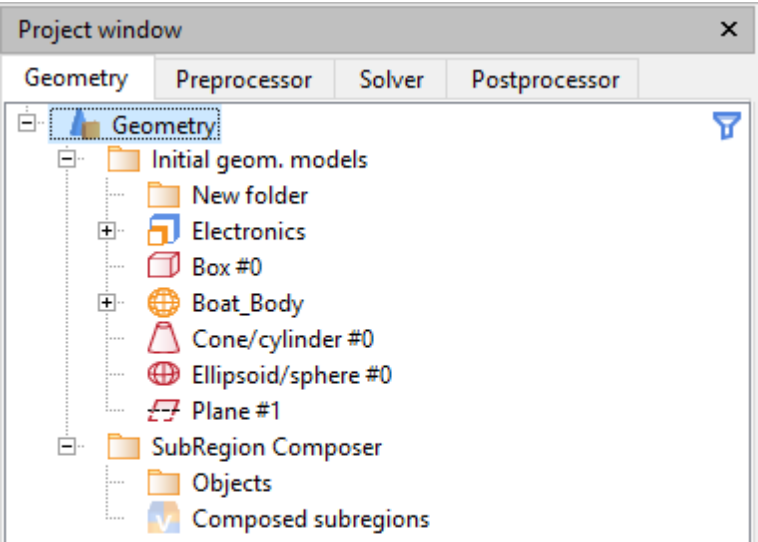 Project window
Geometry Preprocessor Solver Postprocessor
Geometry
Initial geom. models
New folder
Electronics
Box #0
Boat_Body
Cone/cylinder #0
Ellipsoid/sphere #0
Plane #1
SubRegion Composer
Objects
Composed subregions